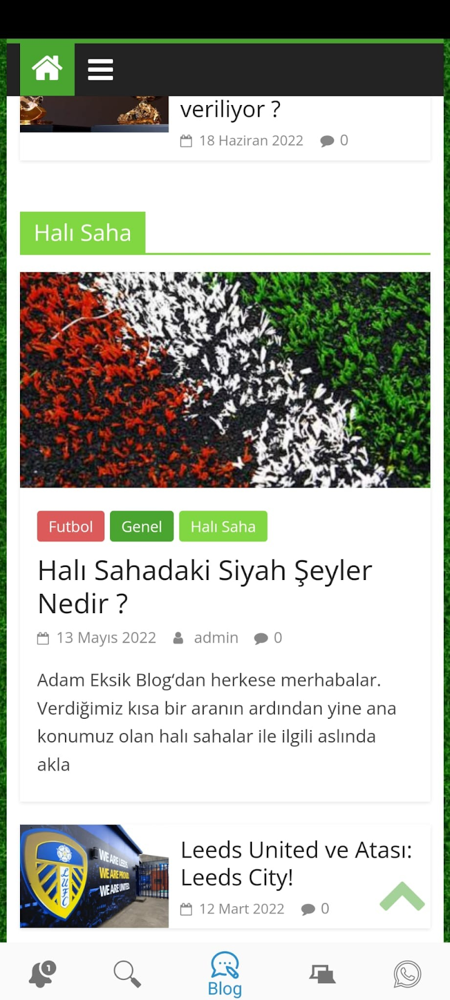 veriliyor ?
18 Haziran 2022 0
Halı Saha
Futbol Genel Halı Saha
Halı Sahadaki Siyah Şeyler
Nedir ?
13 Mayıs 2022 admin 0
Adam Eksik Blog‘dan herkese merhabalar.
Verdiğimiz kısa bir aranın ardından yine ana
konumuz olan halı sahalar ile ilgili aslında
akla
LUFC
WE ARE LEEDS
WE ARE PROUD
WE ARE UNITED
Leeds United ve Atası:
Leeds City!
12 Mart 2022 0
1
Blog